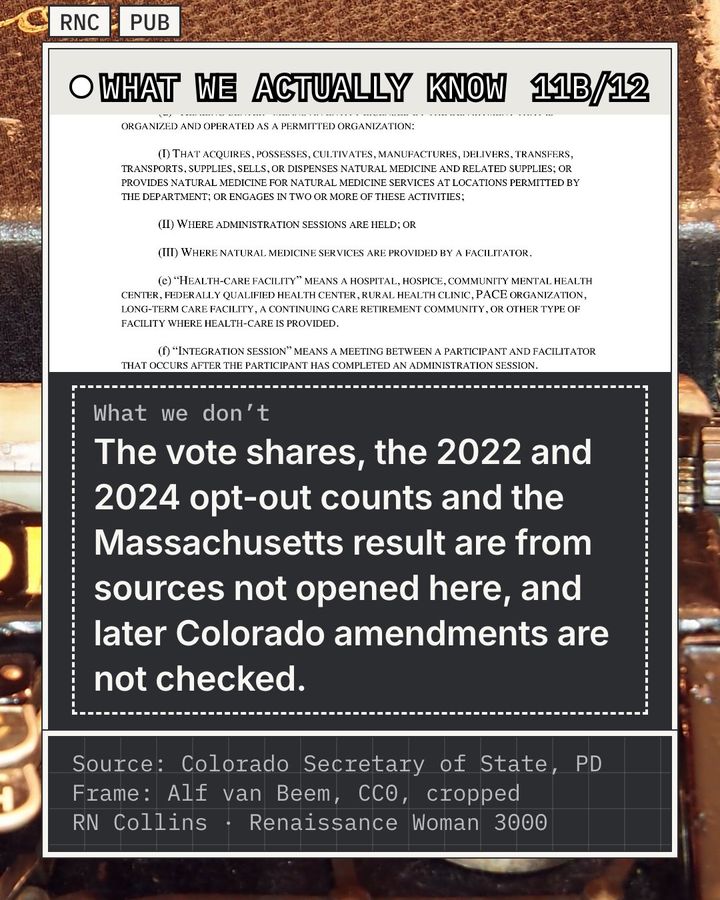 RNC PUB
WHAT WE ACTUALLY KNOW 11B/12
ORGANIZED AND OPERATED AS A PERMITTED ORGANIZATION:
(I) THAT ACQUIRES, POSSESSES, CULTIVATES, MANUFACTURES, DELIVERS, TRANSFERS,
TRANSPORTS, SUPPLIES, SELLS, OR DISPENSES NATURAL MEDICINE AND RELATED SUPPLIES; OR
PROVIDES NATURAL MEDICINE FOR NATURAL MEDICINE SERVICES AT LOCATIONS PERMITTED BY
THE DEPARTMENT; OR ENGAGES IN TWO OR MORE OF THESE ACTIVITIES;
(II) WHERE ADMINISTRATION SESSIONS ARE HELD; OR
(III) WHERE NATURAL MEDICINE SERVICES ARE PROVIDED BY A FACILITATOR.
(e) “HEALTH-CARE FACILITY” MEANS A HOSPITAL, HOSPICE, COMMUNITY MENTAL HEALTH
CENTER, FEDERALLY QUALIFIED HEALTH CENTER, RURAL HEALTH CLINIC, PACE ORGANIZATION,
LONG-TERM CARE FACILITY, A CONTINUING CARE RETIREMENT COMMUNITY, OR OTHER TYPE OF
FACILITY WHERE HEALTH-CARE IS PROVIDED.
(f) “INTEGRATION SESSION” MEANS A MEETING BETWEEN A PARTICIPANT AND FACILITATOR
THAT OCCURS AFTER THE PARTICIPANT HAS COMPLETED AN ADMINISTRATION SESSION.
What we don’t
The vote shares, the 2022 and
2024 opt-out counts and the
Massachusetts result are from
sources not opened here, and
later Colorado amendments are
not checked.
Source: Colorado Secretary of State, PD
Frame: Alf van Beem, CC0, cropped
RN Collins · Renaissance Woman 3000